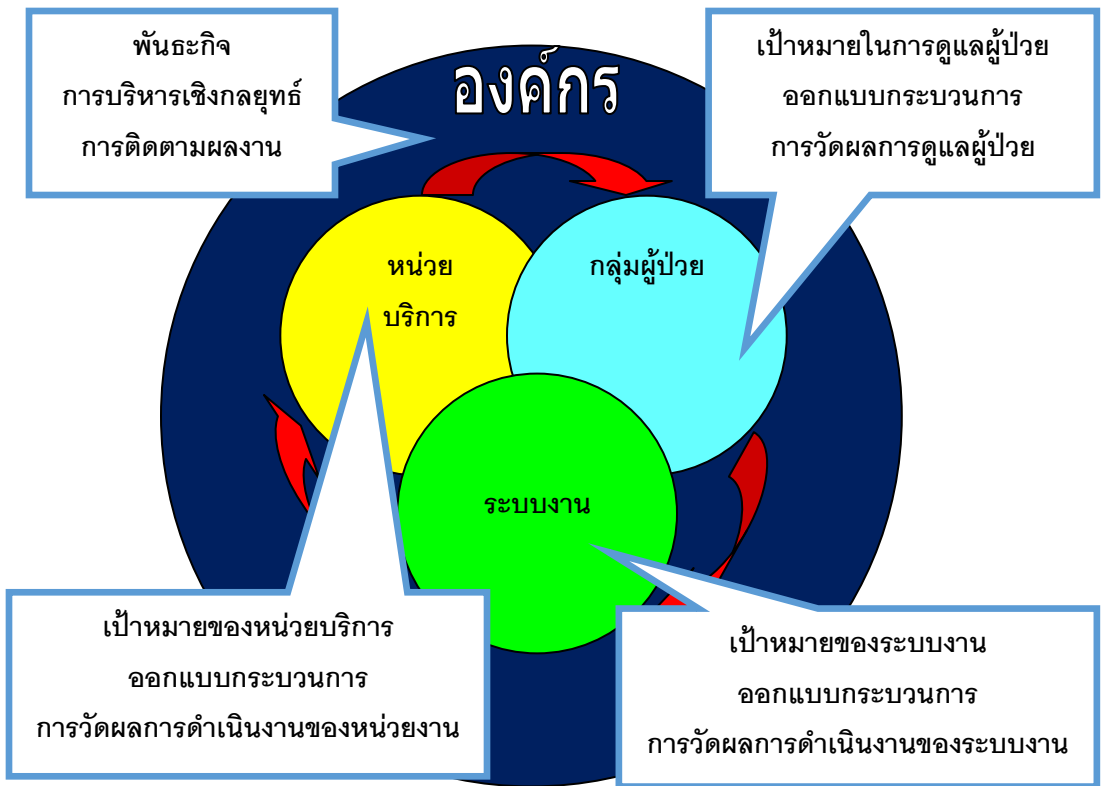 พันธะกิจ
การบริหารเชิงกลยุทธ์
การติดตามผลงาน
องค์กร
เป้าหมายในการดูแลผู้ป่วย
ออกแบบกระบวนการ
การวัดผลการดูแลผู้ป่วย
หน่วย
บริการ
กลุ่มผู้ป่วย
ระบบงาน
เป้าหมายของหน่วยบริการ
ออกแบบกระบวนการ
การวัดผลการดำเนินงานของหน่วยงาน
เป้าหมายของระบบงาน
ออกแบบกระบวนการ
การวัดผลการดำเนินงานของระบบงาน